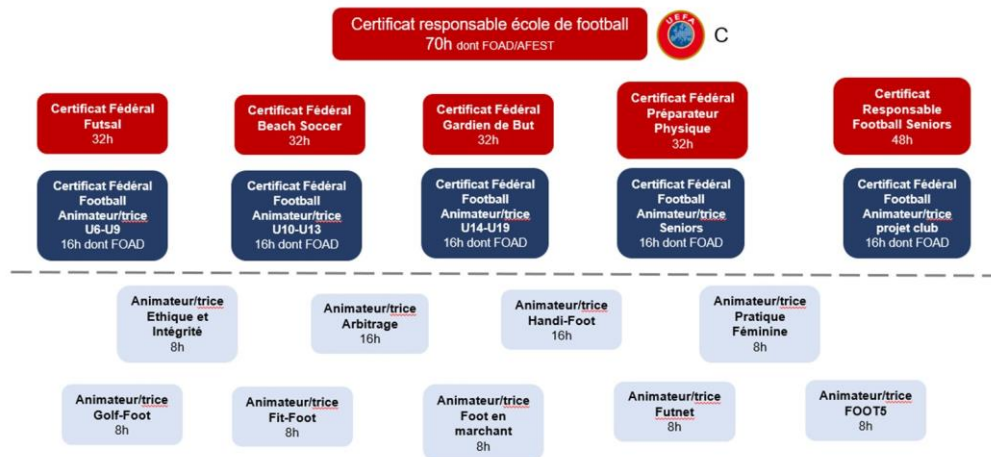 Certificat responsable école de football
70h dont FOAD/AFEST
UEFA
C
Certificat Fédéral
Futsal
32h
Certificat Fédéral
Beach Soccer
32h
Certificat Fédéral
Gardien de But
32h
Certificat Fédéral
Préparateur
Physique
32h
Certificat
Responsable
Football Seniors
48h
Certificat Fédéral
Football
Animateur/trice
U6-U9
16h dont FOAD
Certificat Fédéral
Football
Animateur/trice
U10-U13
16h dont FOAD
Certificat Fédéral
Football
Animateur/trice
U14-U19
16h dont FOAD
Certificat Fédéral
Football
Animateur/trice
Seniors
16h dont FOAD
Certificat Fédéral
Football
Animateur/trice
projet club
16h dont FOAD
Animateur/trice
Ethique et
Intégrité
8h
Animateur/trice
Arbitrage
16h
Animateur/trice
Handi-Foot
16h
Animateur/trice
Pratique
Féminine
8h
Animateur/trice
Golf-Foot
8h
Animateur/trice
Fit-Foot
8h
Animateur/trice
Foot en
marchant
8h
Animateur/trice
Futnet
8h
Animateur/trice
FOOT5
8h